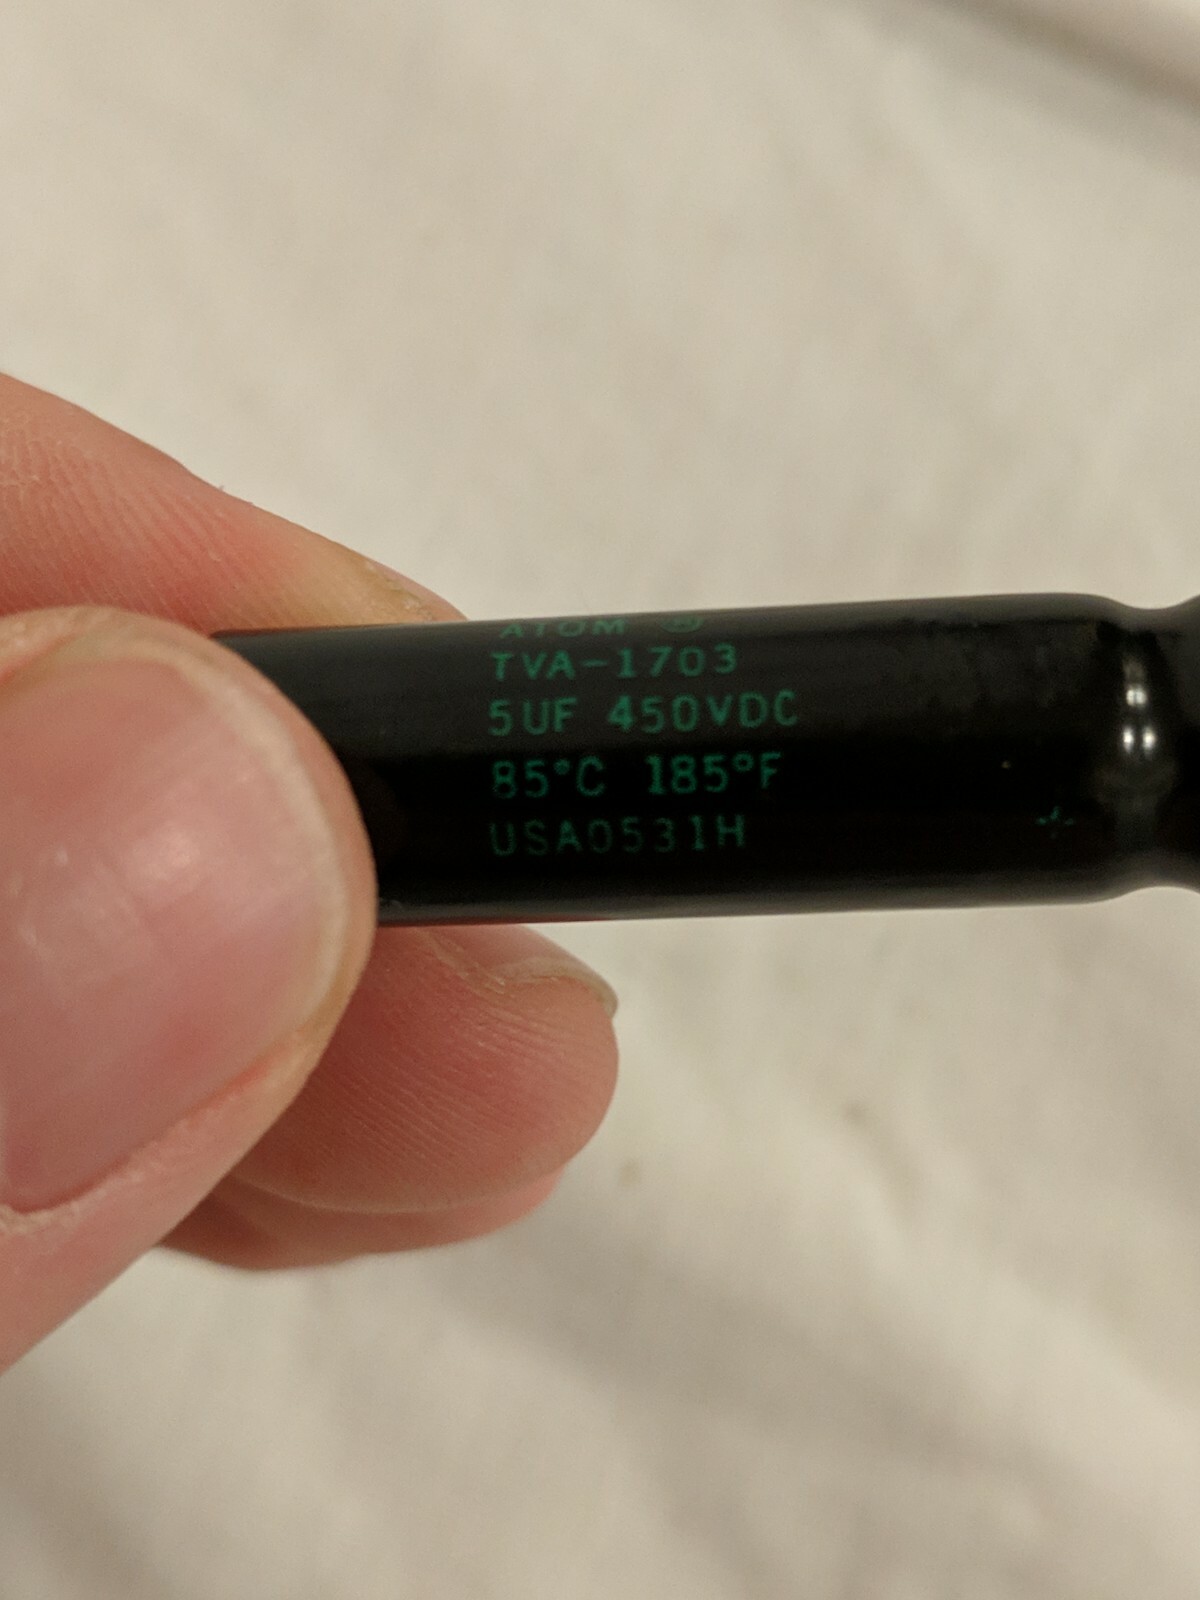 ATOM ®
TVA-1703
5UF 450VDC
85°C 185°F
USA0531H
+